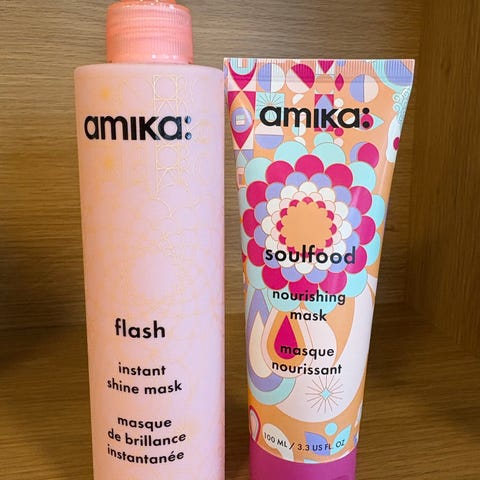 amika:
flash
instant
shine mask
masque
de brillance
instantanée
amika:
soulfood
nourishing
mask
masque
nourissant
100 ML / 3.3 US FL. OZ